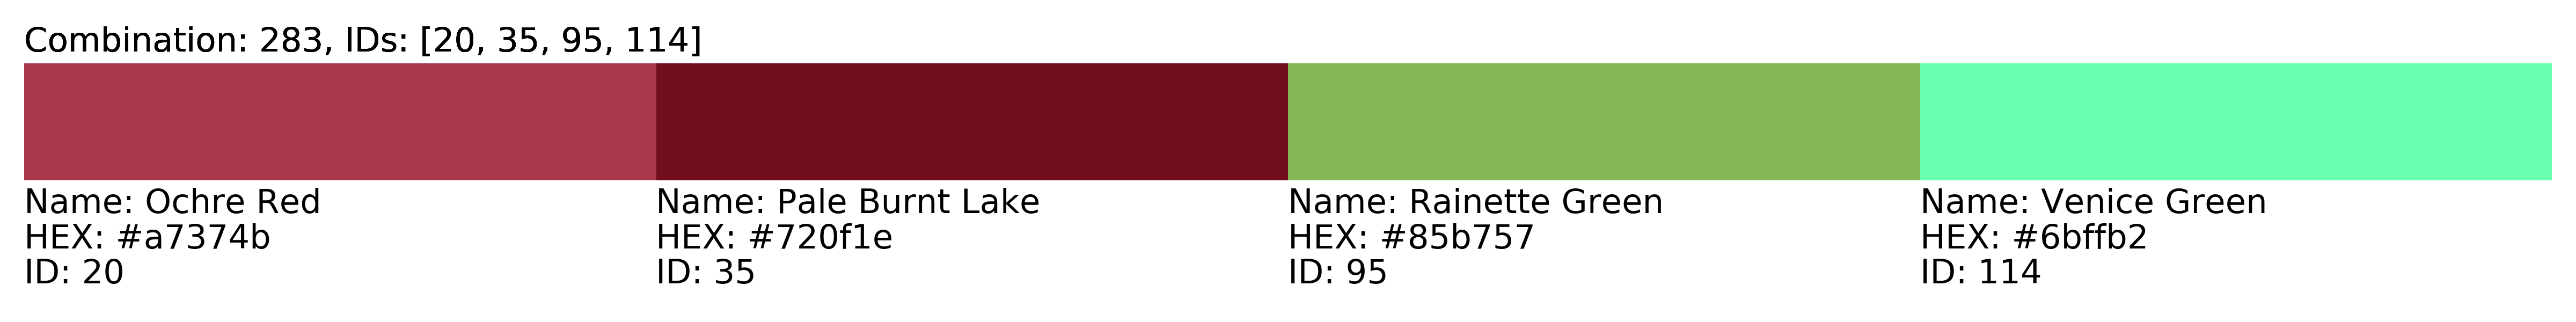 Combination: 283, IDs: [20, 35, 95, 114]
Name: Ochre Red
HEX: #a7374b
ID: 20
Name: Pale Burnt Lake
HEX: #720f1e
ID: 35
Name: Rainette Green
HEX: #85b757
ID: 95
Name: Venice Green
HEX: #6bffb2
ID: 114